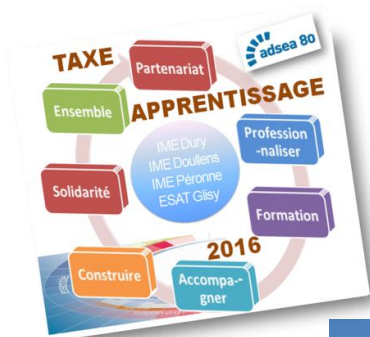 TAXE
adsea 80
Partenariat
Ensemble
APPRENTISSAGE
Profession
-naliser
IME Dury
IME Doullens
IME Péronne
ESAT Glisy
Solidarité
Formation
2016
Construire
Accompa-
gner